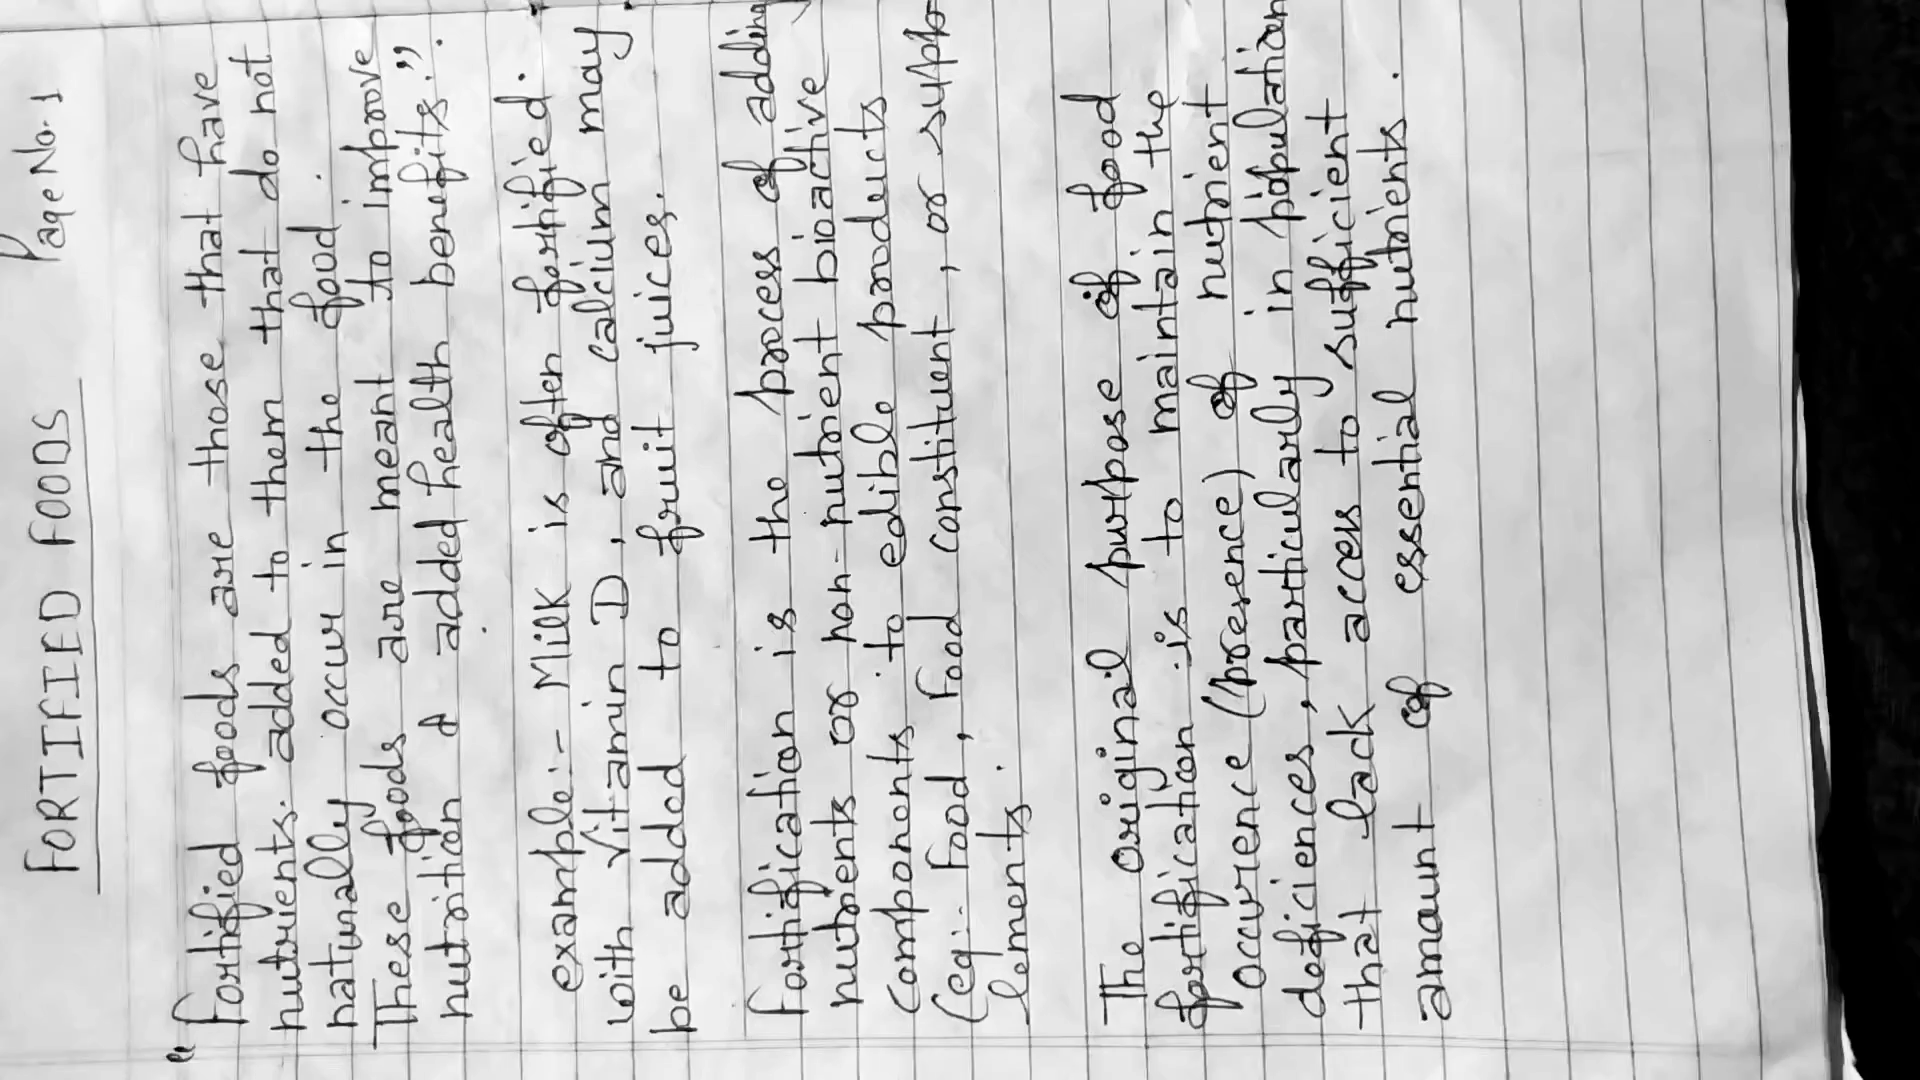 Page No. 1
FORTIFIED FOODS
"Fortified foods are those that have
nutrients. added to them that do not
naturally occur in the food.
These foods are meant to improve
nutrition & added health benefits".
example:- Milk is often fortified.
with Vitamin D, and calcium may
be added to fruit juices.
Fortification is the process of adding
nutrients or non-nutrient bioactive
components to edible products
(eg:- Food, Food constituent, or supp
lements.
The original purpose of food
fortification is to maintain the
occurience (presence) of nutrient
deficiences, particularly in population
that lack access to sufficient
amount of essential nutrients.